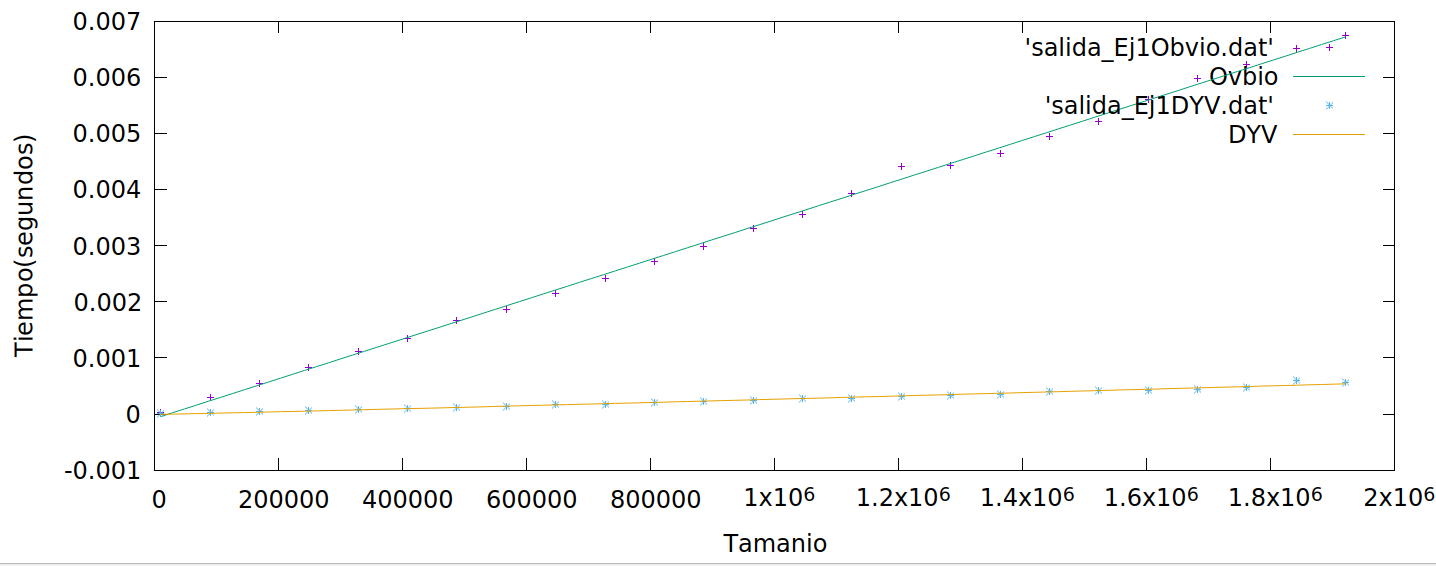 0.007
0.006
0.005
0.004
0.003
0.002
0.001
0
-0.001
Tiempo(segundos)
'salida_Ej1Obvio.dat'
Ovbio
'salida_Ej1DYV.dat'
DYV
0 200000 400000 600000 800000 1x10⁶ 1.2x10⁶ 1.4x10⁶ 1.6x10⁶ 1.8x10⁶ 2x10⁶
Tamanio